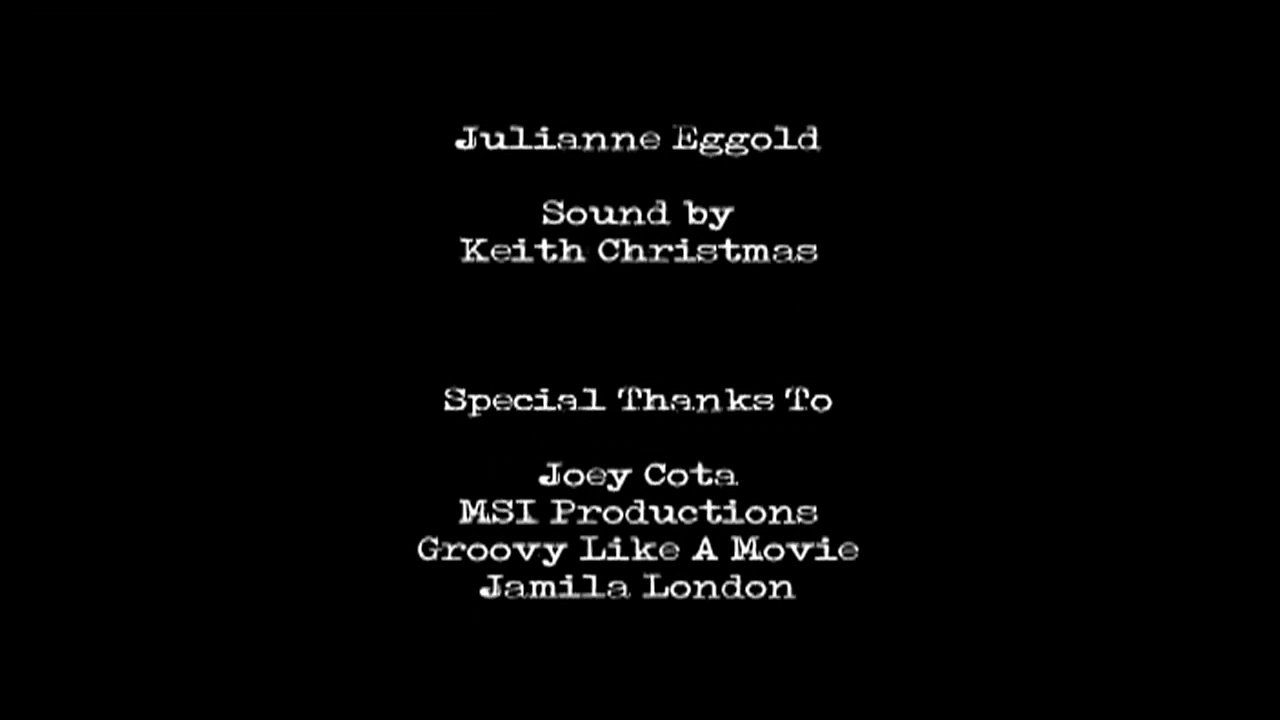 Julianne Eggold
Sound by
Keith Christmas
Special Thanks To
Joey Cota
MSI Productions
Groovy Like A Movie
Jamila London